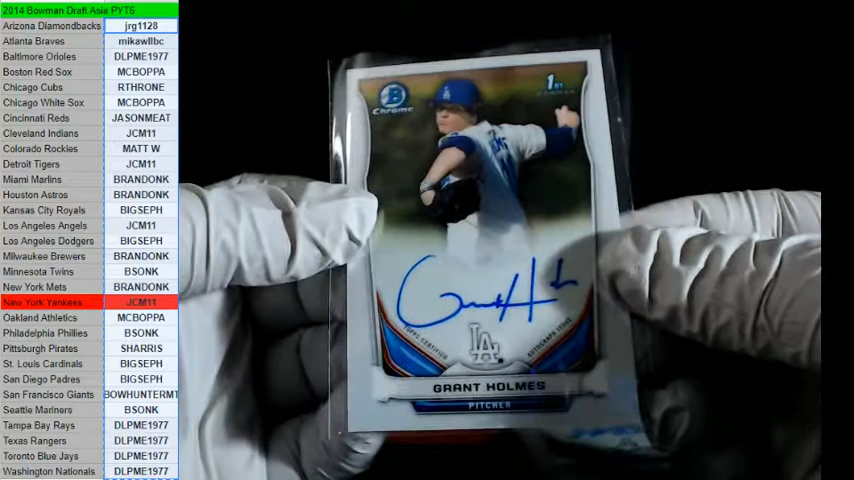 2014 Bowman Draft Asia PYT5
Arizona Diamondbacks jrg1128
Atlanta Braves mikawllbc
Baltimore Orioles DLPME1977
Boston Red Sox MCBOPPA
Chicago Cubs RTHRONE
Chicago White Sox MCBOPPA
Cincinnati Reds JASONMEAT
Cleveland Indians JCM11
Colorado Rockies MATT W
Detroit Tigers JCM11
Miami Marlins BRANDONK
Houston Astros BRANDONK
Kansas City Royals BIGSEPH
Los Angeles Angels JCM11
Los Angeles Dodgers BIGSEPH
Milwaukee Brewers BRANDONK
Minnesota Twins BSONK
New York Mets BRANDONK
New York Yankees JCM11
Oakland Athletics MCBOPPA
Philadelphia Phillies BSONK
Pittsburgh Pirates SHARRIS
St. Louis Cardinals BIGSEPH
San Diego Padres BIGSEPH
San Francisco Giants BOWHUNTERMT
Seattle Mariners BSONK
Tampa Bay Rays DLPME1977
Texas Rangers DLPME1977
Toronto Blue Jays DLPME1977
Washington Nationals DLPME1977
B
Chrome
1ST
LA
TOPPS CERTIFIED
AUTOGRAPH ISSUE
LA
GRANT HOLMES
PITCHER